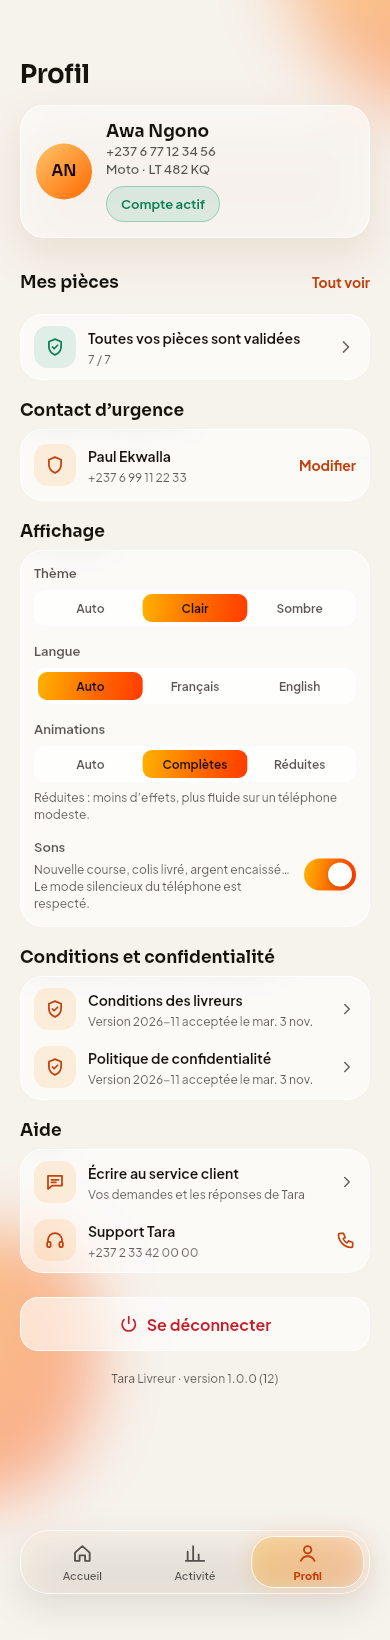 Profil
AN
Awa Ngono
+237 6 77 12 34 56
Moto · LT 482 KQ
Compte actif
Mes pièces
Tout voir
Toutes vos pièces sont validées
7 / 7
Contact d’urgence
Paul Ekwalla
+237 6 99 11 22 33
Modifier
Affichage
Thème
Auto Clair Sombre
Langue
Auto Français English
Animations
Auto Complètes Réduites
Réduites : moins d’effets, plus fluide sur un téléphone
modeste.
Sons
Nouvelle course, colis livré, argent encaissé…
Le mode silencieux du téléphone est
respecté.
Conditions et confidentialité
Conditions des livreurs
Version 2026-11 acceptée le mar. 3 nov.
Politique de confidentialité
Version 2026-11 acceptée le mar. 3 nov.
Aide
Écrire au service client
Vos demandes et les réponses de Tara
Support Tara
+237 2 33 42 00 00
Se déconnecter
Tara Livreur · version 1.0.0 (12)
Accueil Activité Profil